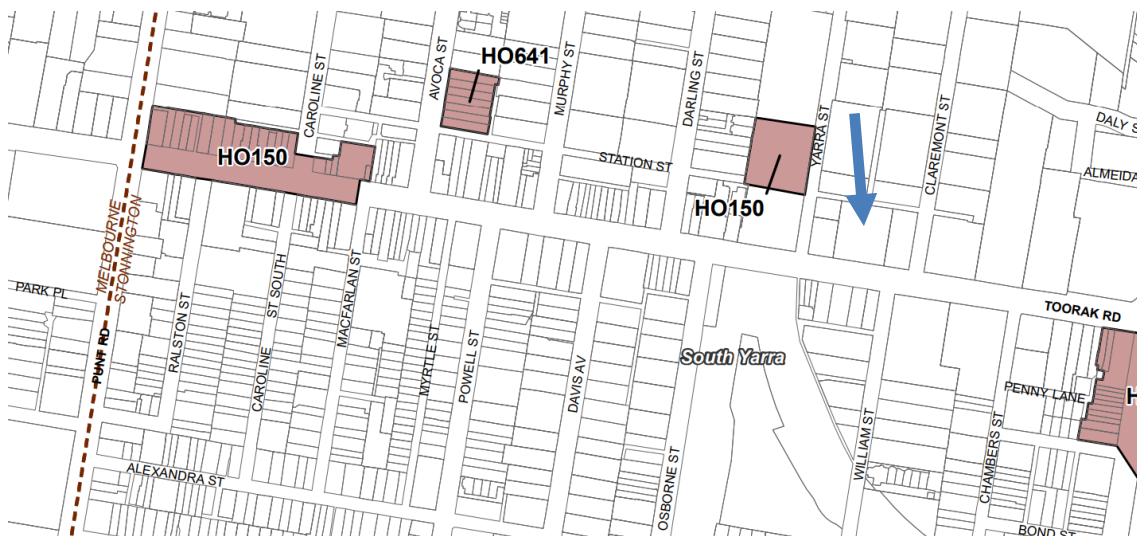 CAROLINE ST
AVOCA ST
HO641
MURPHY ST
DARLING ST
YARRA ST
CLAREMONT ST
DALY S
ALMEIDA
HO150
STATION ST
HO150
MELBOURNE
STONNINGTON
PARK PL
PUNT RD
RALSTON ST
CAROLINE ST SOUTH
MACFARLAN ST
MYRTLE ST
POWELL ST
DAVIS AV
South Yarra
TOORAK RD
PENNY LANE
H
ALEXANDRA ST
OSBORNE ST
WILLIAM ST
CHAMBERS ST
BOND ST